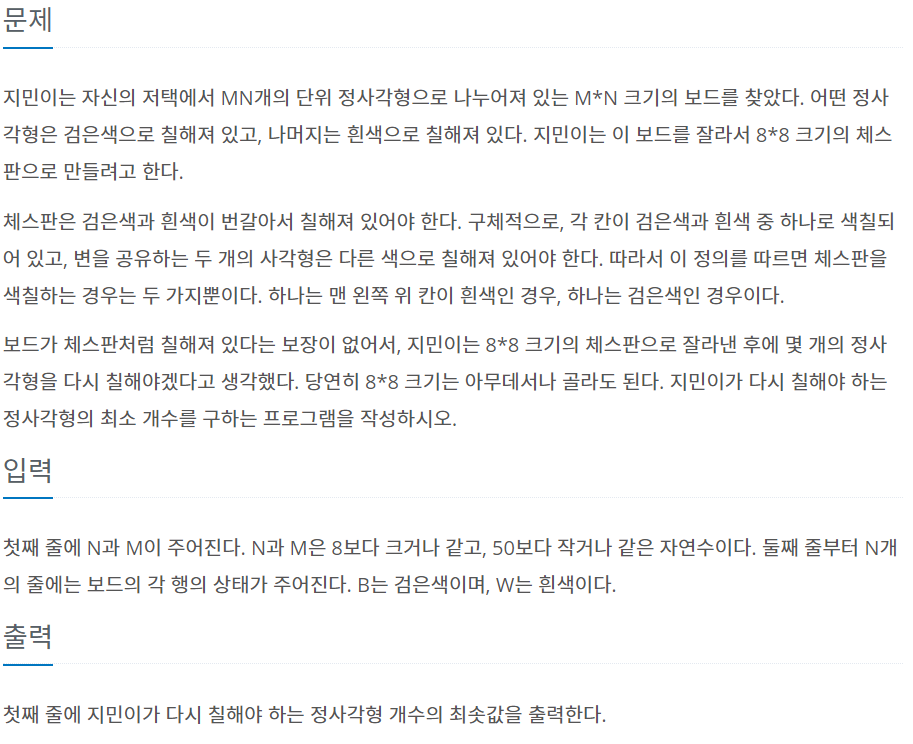 문제
지민이는 자신의 저택에서 MN개의 단위 정사각형으로 나누어져 있는 M*N 크기의 보드를 찾았다. 어떤 정사
각형은 검은색으로 칠해져 있고, 나머지는 흰색으로 칠해져 있다. 지민이는 이 보드를 잘라서 8*8 크기의 체스
판으로 만들려고 한다.
체스판은 검은색과 흰색이 번갈아서 칠해져 있어야 한다. 구체적으로, 각 칸이 검은색과 흰색 중 하나로 색칠되
어 있고, 변을 공유하는 두 개의 사각형은 다른 색으로 칠해져 있어야 한다. 따라서 이 정의를 따르면 체스판을
색칠하는 경우는 두 가지뿐이다. 하나는 맨 왼쪽 위 칸이 흰색인 경우, 하나는 검은색인 경우이다.
보드가 체스판처럼 칠해져 있다는 보장이 없어서, 지민이는 8*8 크기의 체스판으로 잘라낸 후에 몇 개의 정사
각형을 다시 칠해야겠다고 생각했다. 당연히 8*8 크기는 아무데서나 골라도 된다. 지민이가 다시 칠해야 하는
정사각형의 최소 개수를 구하는 프로그램을 작성하시오.
입력
첫째 줄에 N과 M이 주어진다. N과 M은 8보다 크거나 같고, 50보다 작거나 같은 자연수이다. 둘째 줄부터 N개
의 줄에는 보드의 각 행의 상태가 주어진다. B는 검은색이며, W는 흰색이다.
출력
첫째 줄에 지민이가 다시 칠해야 하는 정사각형 개수의 최솟값을 출력한다.